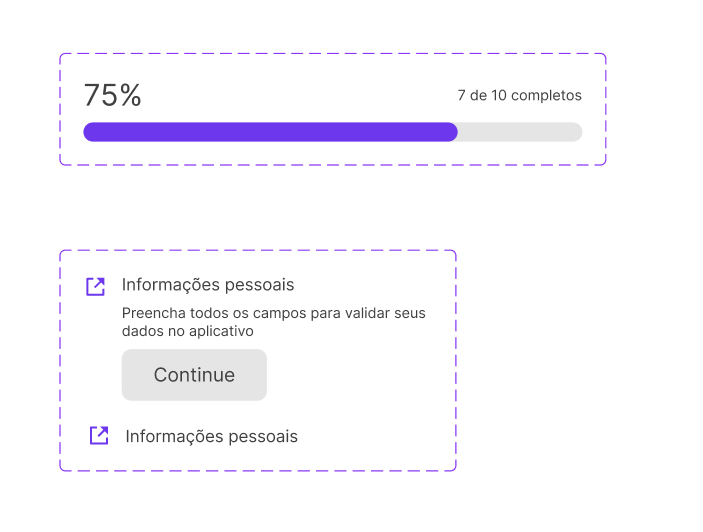 75%
7 de 10 completos
Informações pessoais
Preencha todos os campos para validar seus
dados no aplicativo
Continue
Informações pessoais